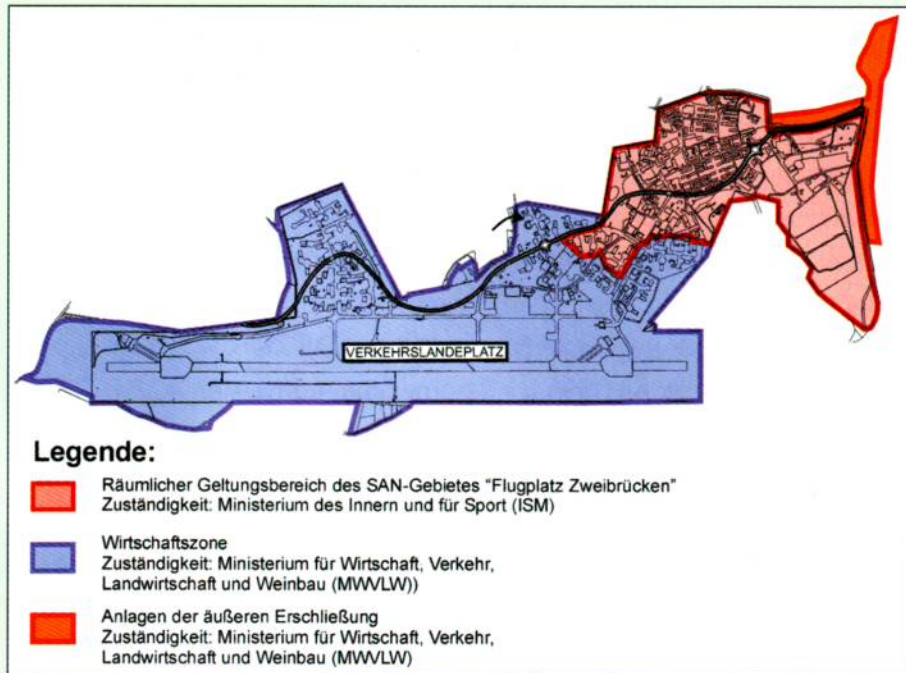 VERKEHRSLANDEPLATZ
Legende:
Räumlicher Geltungsbereich des SAN-Gebietes "Flugplatz Zweibrücken"
Zuständigkeit: Ministerium des Innern und für Sport (ISM)
Wirtschaftszone
Zuständigkeit: Ministerium für Wirtschaft, Verkehr,
Landwirtschaft und Weinbau (MWVLW))
Anlagen der äußeren Erschließung
Zuständigkeit: Ministerium für Wirtschaft, Verkehr,
Landwirtschaft und Weinbau (MWVLW)